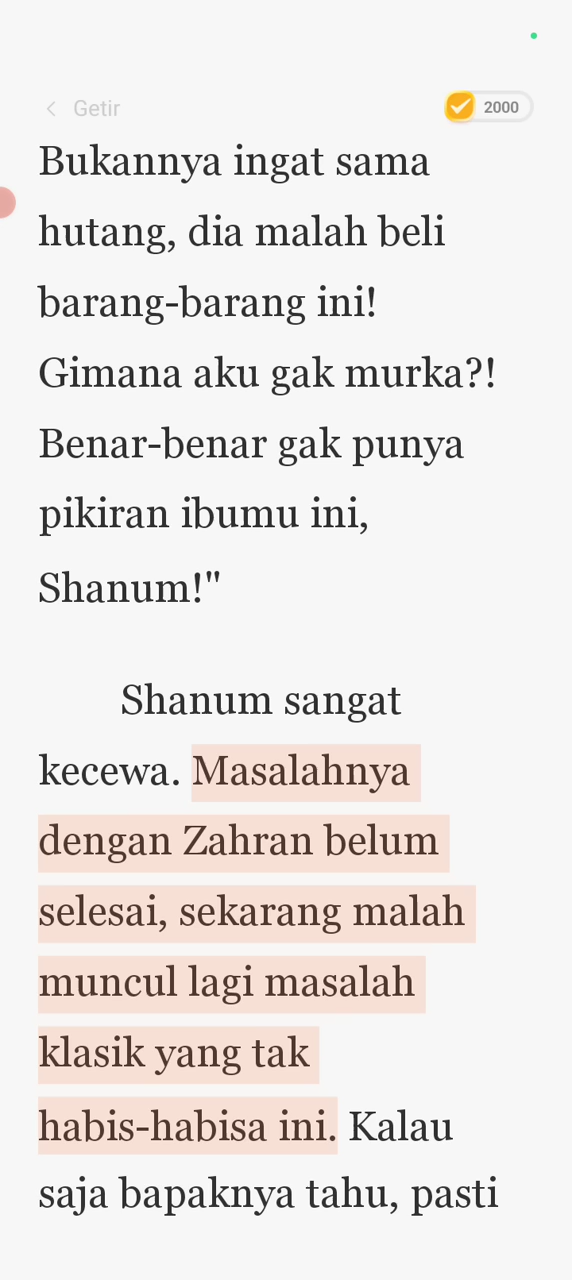 Getir
2000
Bukannya ingat sama
hutang, dia malah beli
barang-barang ini!
Gimana aku gak murka?!
Benar-benar gak punya
pikiran ibumu ini,
Shanum!"
Shanum sangat
kecewa. Masalahnya
dengan Zahran belum
selesai, sekarang malah
muncul lagi masalah
klasik yang tak
habis-habisa ini. Kalau
saja bapaknya tahu, pasti